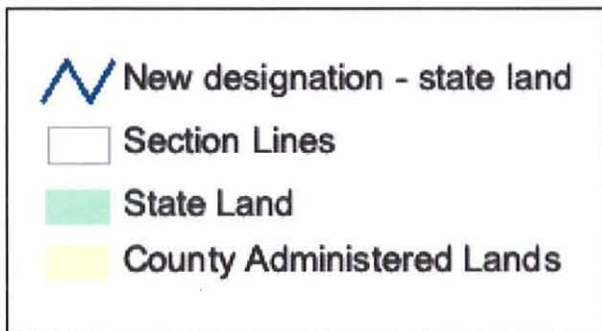 New designation - state land
Section Lines
State Land
County Administered Lands